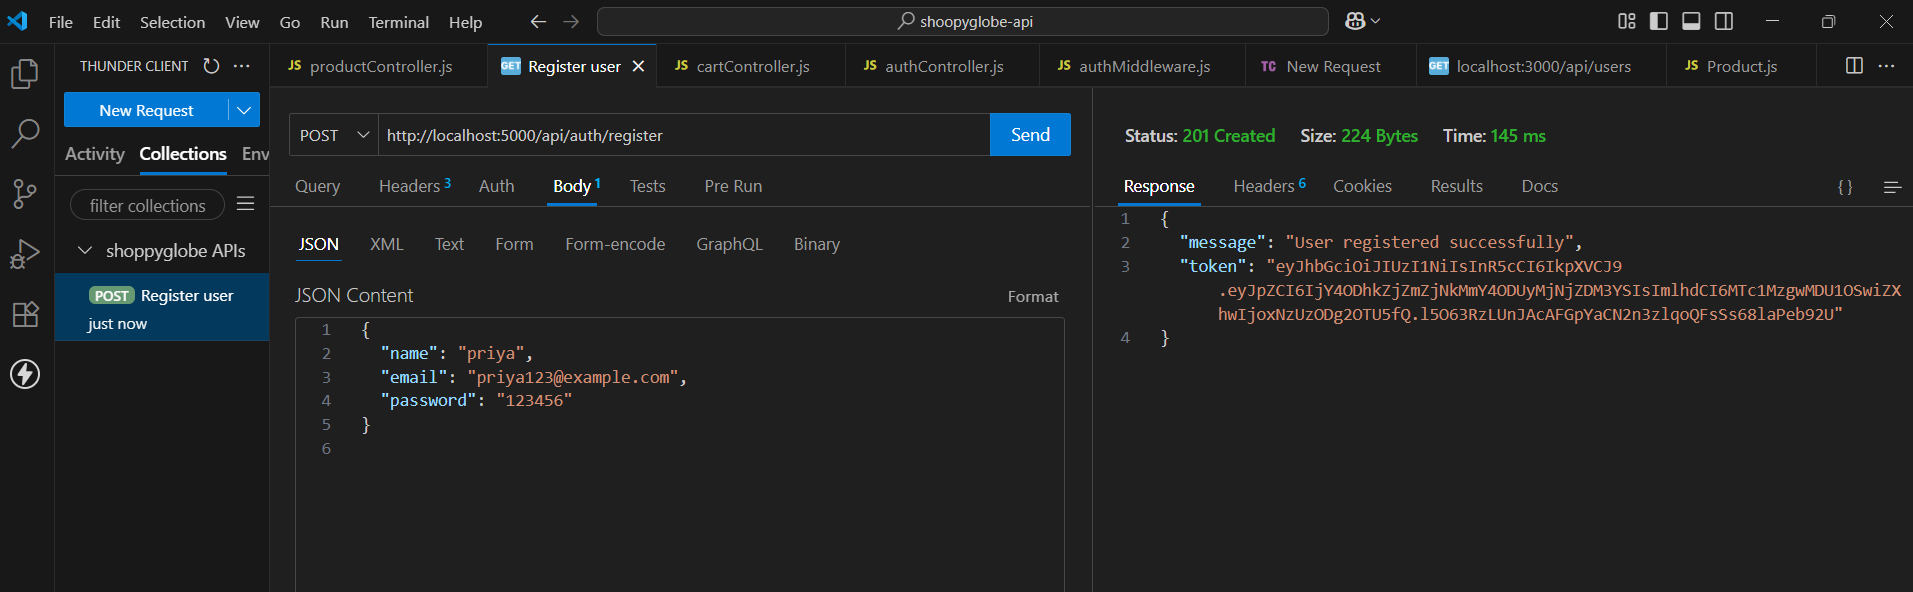 File Edit Selection View Go Run Terminal Help shoopyglobe-api
THUNDER CLIENT
New Request
Activity Collections Env
filter collections
shoppyglobe APIs
POST Register user
just now
JS productController.js GET Register user JS cartController.js JS authController.js JS authMiddleware.js TC New Request GET localhost:3000/api/users JS Product.js
POST http://localhost:5000/api/auth/register Send
Query Headers 3 Auth Body 1 Tests Pre Run
JSON XML Text Form Form-encode GraphQL Binary
JSON Content Format
1 {
2 "name": "priya",
3 "email": "priya123@example.com",
4 "password": "123456"
5 }
6
Status: 201 Created Size: 224 Bytes Time: 145 ms
Response Headers 6 Cookies Results Docs { }
1 {
2 "message": "User registered successfully",
3 "token": "eyJhbGciOiJIUzI1NiIsInR5cCI6IkpXVCJ9
.eyJpZCI6IjY4ODhkZjZmZjNkMmY4ODUyMjNjZDM3YSIsImlhdCI6MTc1MzgwMDU1OSwiZX
hwIjoxNzUzODg2OTU5fQ.l5O63RzLUnJAcAFGpYaCN2n3zlqoQFsSs68laPeb92U"
4 }